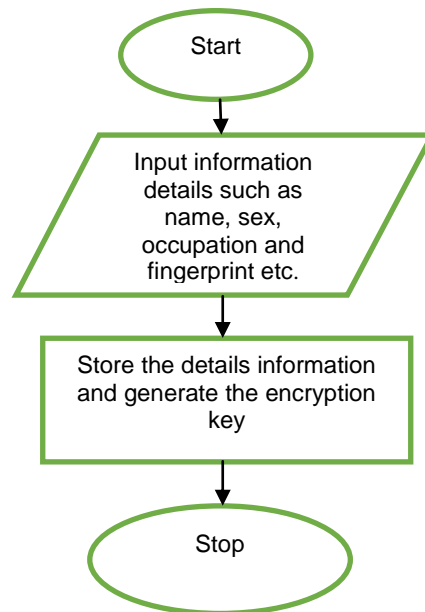 Start
Input information
details such as
name, sex,
occupation and
fingerprint etc.
Store the details information
and generate the encryption
key
Stop